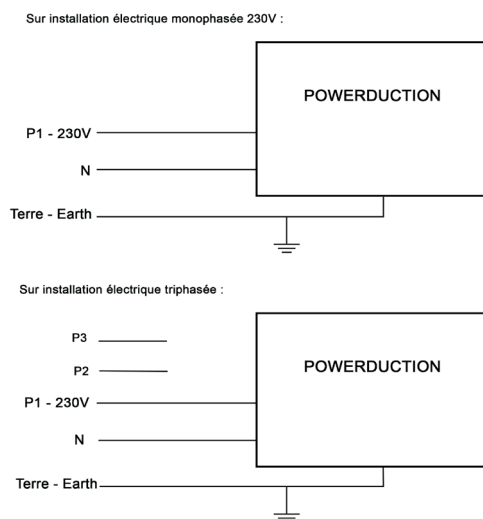 Sur installation électrique monophasée 230V :
POWERDUCTION
P1 - 230V
N
Terre - Earth
Sur installation électrique triphasée :
P3
POWERDUCTION
P2
P1 - 230V
N
Terre - Earth